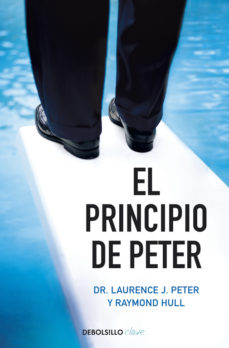 EL
PRINCIPIO
DE PETER
DR. LAURENCE J. PETER
Y RAYMOND HULL
DEBOLSILLO clave